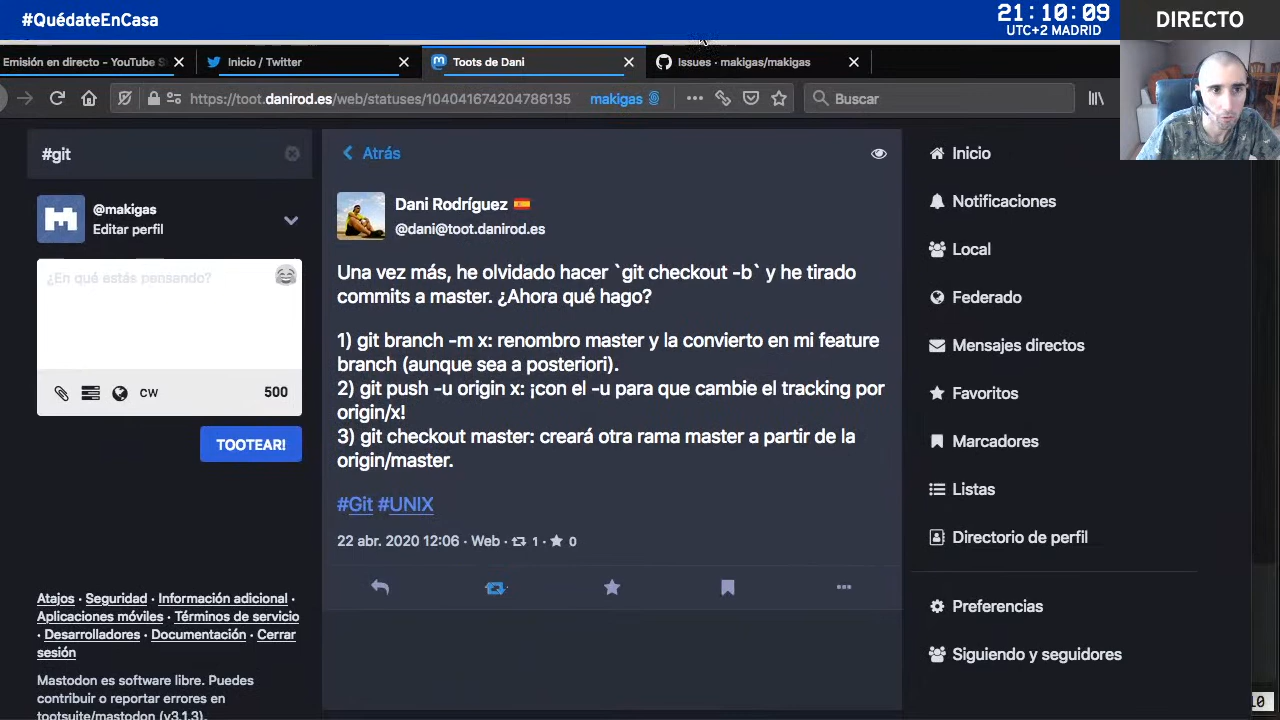 #QuédateEnCasa
21:10:09
UTC+2 MADRID
DIRECTO
Emisión en directo - YouTube S
Inicio / Twitter
Toots de Dani
Issues · makigas/makigas
https://toot.danirod.es/web/statuses/104041674204786135
makigas
Buscar
#git
@makigas
Editar perfil
¿En qué estás pensando?
CW
500
TOOTEAR!
Atajos · Seguridad · Información adicional ·
Aplicaciones móviles · Términos de servicio
· Desarrolladores · Documentación · Cerrar
sesión
Mastodon es software libre. Puedes
contribuir o reportar errores en
tootsuite/mastodon (v3.1.3).
Atrás
Dani Rodríguez 🇪🇸
@dani@toot.danirod.es
Una vez más, he olvidado hacer `git checkout -b` y he tirado
commits a master. ¿Ahora qué hago?
1) git branch -m x: renombro master y la convierto en mi feature
branch (aunque sea a posteriori).
2) git push -u origin x: ¡con el -u para que cambie el tracking por
origin/x!
3) git checkout master: creará otra rama master a partir de la
origin/master.
#Git #UNIX
22 abr. 2020 12:06 · Web · 1 · 0
Inicio
Notificaciones
Local
Federado
Mensajes directos
Favoritos
Marcadores
Listas
Directorio de perfil
Preferencias
Siguiendo y seguidores
10